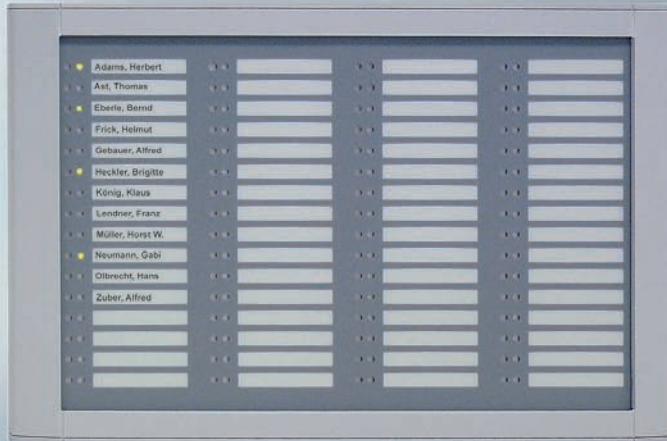 Adams, Herbert
Ast, Thomas
Eberle, Bernd
Frick, Helmut
Gebauer, Alfred
Heckler, Brigitte
König, Klaus
Lendner, Franz
Müller, Horst W.
Neumann, Gabi
Olbrecht, Hans
Zuber, Alfred